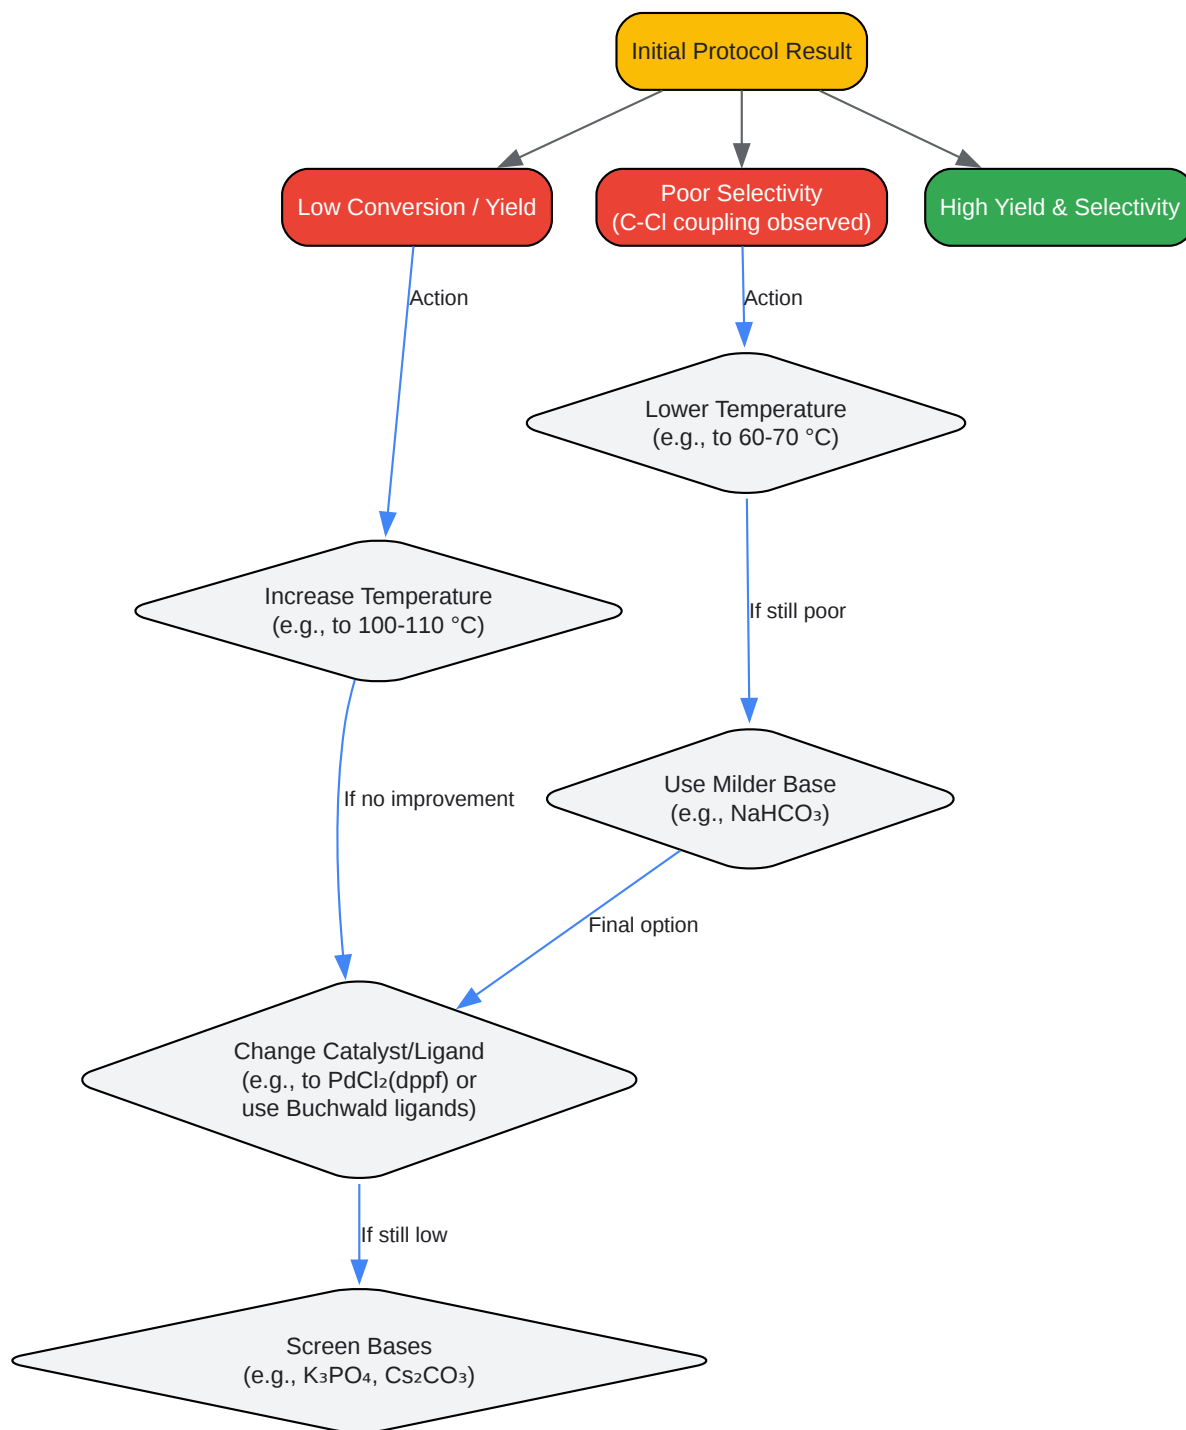 Initial Protocol Result
Low Conversion / Yield
Poor Selectivity
(C-Cl coupling observed)
High Yield & Selectivity
Action
Action
Lower Temperature
(e.g., to 60-70 °C)
Increase Temperature
(e.g., to 100-110 °C)
If still poor
If no improvement
Use Milder Base
(e.g., NaHCO₃)
Final option
Change Catalyst/Ligand
(e.g., to PdCl₂(dppf) or
use Buchwald ligands)
If still low
Screen Bases
(e.g., K₃PO₄, Cs₂CO₃)